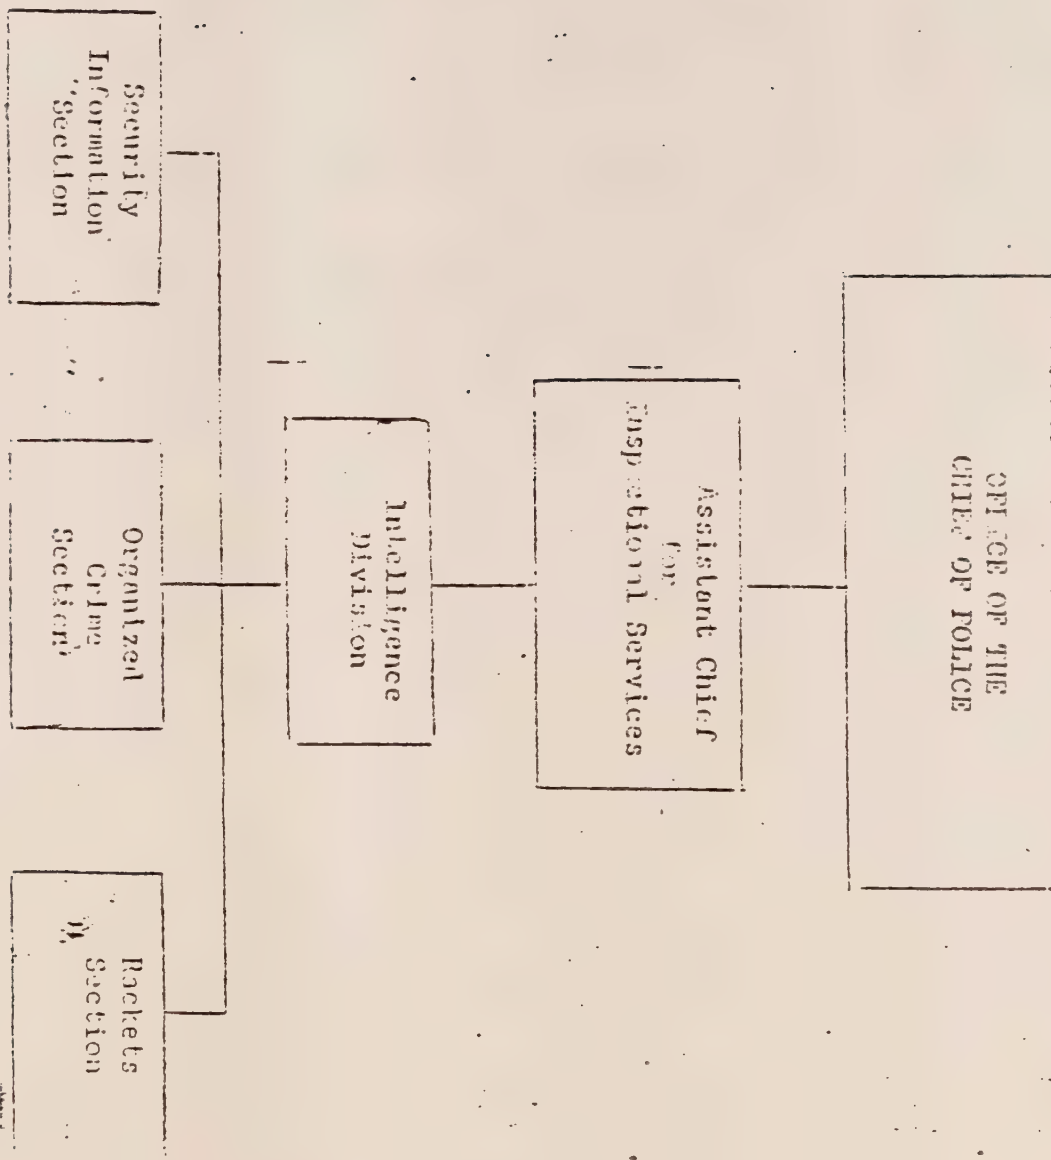 OFFICE OF THE
CHIEF OF POLICE
Assistant Chief
for
Inspectional Services
Intelligence
Division
Security
Information
Section
Organized
Crime
Section
Rackets
Section